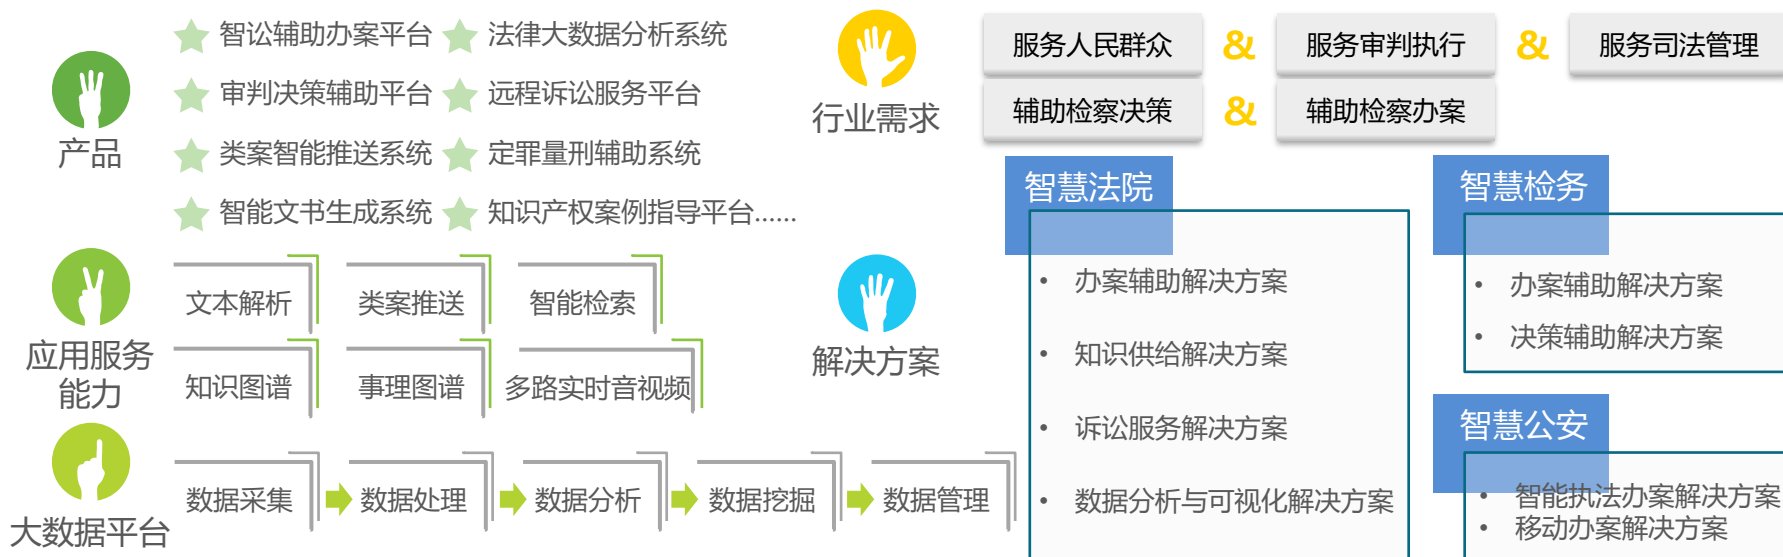 智讼辅助办案平台
法律大数据分析系统
审判决策辅助平台
远程诉讼服务平台
产品
类案智能推送系统
定罪量刑辅助系统
智能文书生成系统
知识产权案例指导平台......
文本解析
类案推送
智能检索
应用服务
能力
知识图谱
事理图谱
多路实时音视频
大数据平台
数据采集
数据处理
数据分析
数据挖掘
数据管理
行业需求
服务人民群众 & 服务审判执行 & 服务司法管理
辅助检察决策 & 辅助检察办案
解决方案
智慧法院
• 办案辅助解决方案
• 知识供给解决方案
• 诉讼服务解决方案
• 数据分析与可视化解决方案
智慧检务
• 办案辅助解决方案
• 决策辅助解决方案
智慧公安
• 智能执法办案解决方案
• 移动办案解决方案